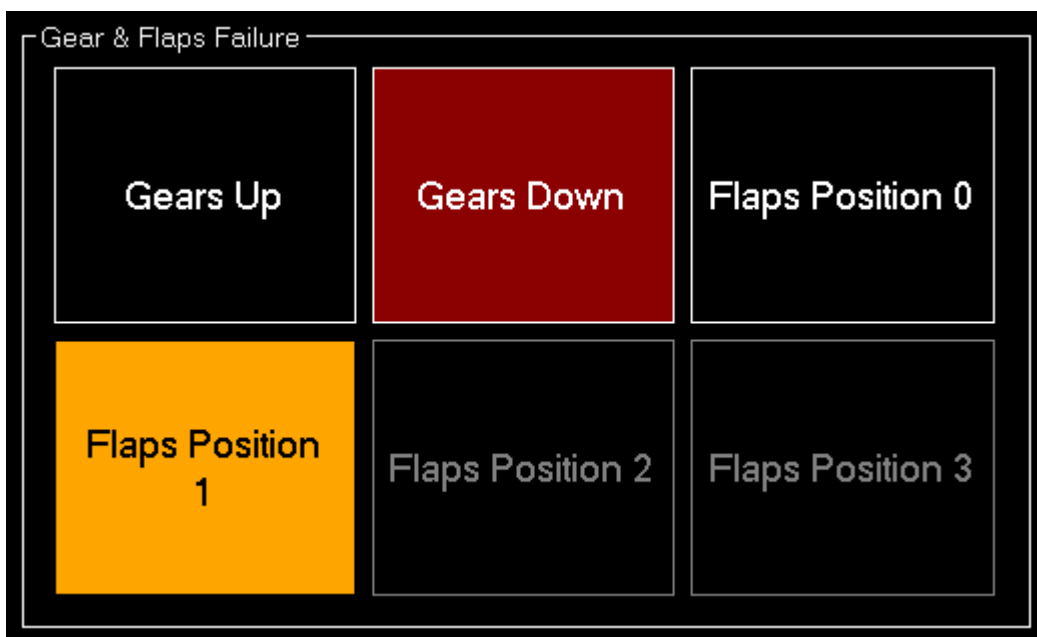 Gear & Flaps Failure
Gears Up
Gears Down
Flaps Position 0
Flaps Position
1
Flaps Position 2
Flaps Position 3